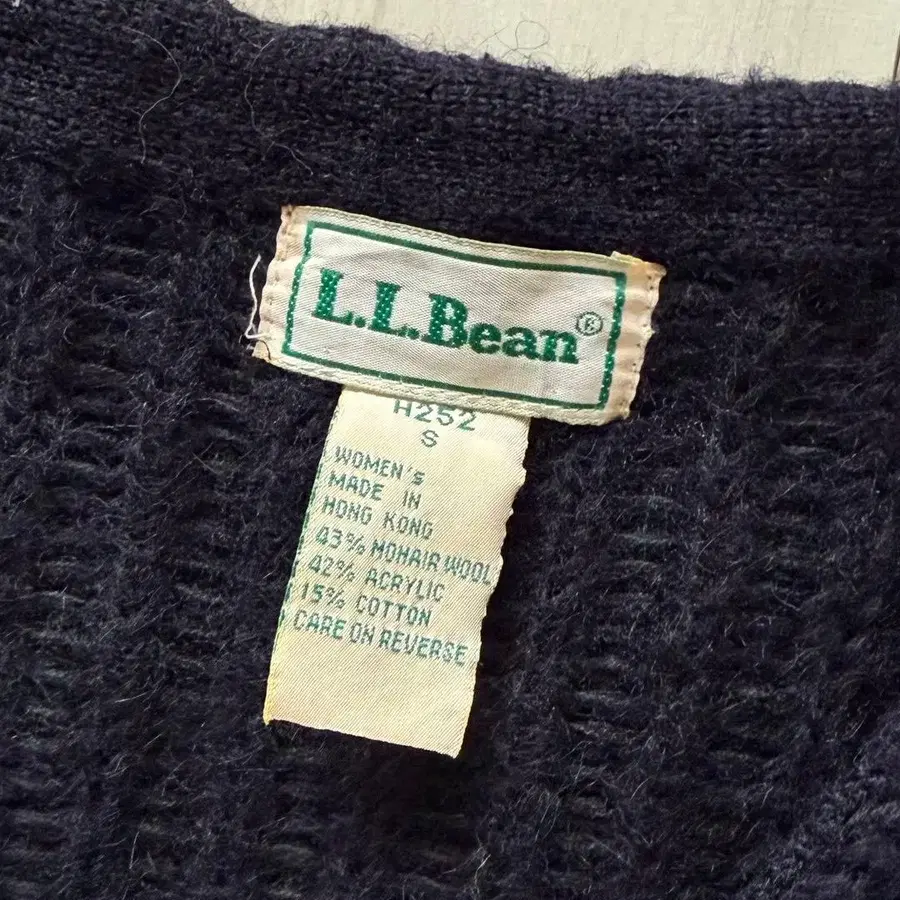 L.L.Bean®
H252
S
WOMEN'S
MADE IN
HONG KONG
43% MOHAIR WOOL
42% ACRYLIC
15% COTTON
CARE ON REVERSE